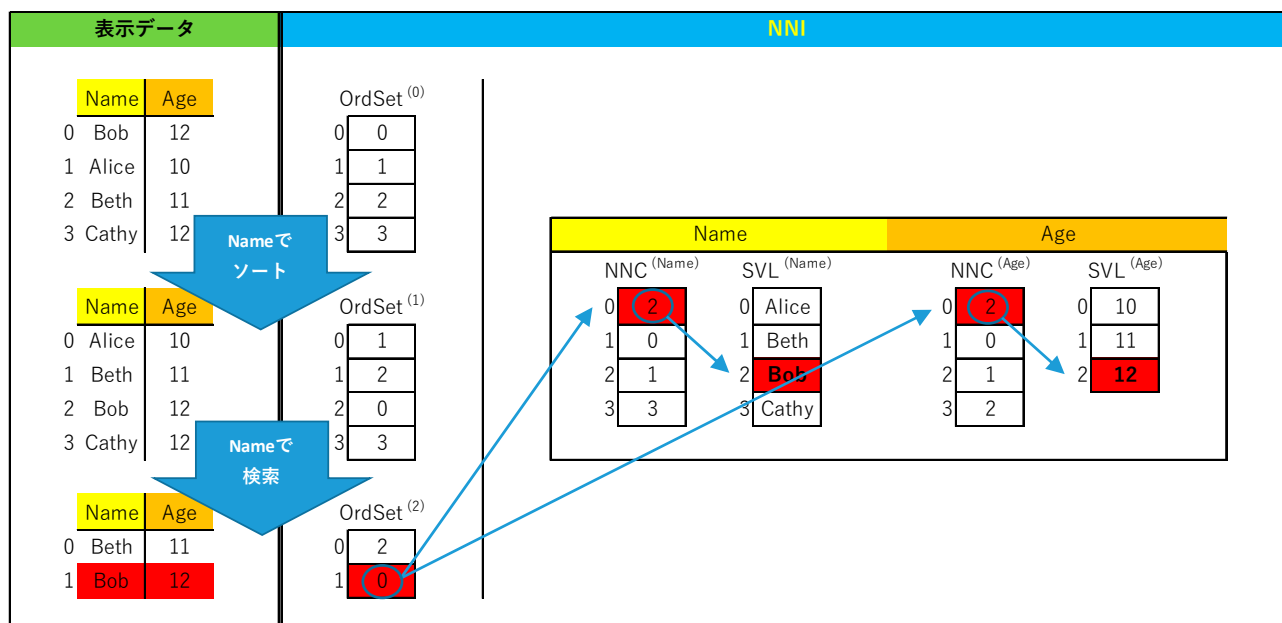 表示データ NNI
Name Age OrdSet (0)
0 Bob 12 0 0
1 Alice 10 1 1
2 Beth 11 2 2
3 Cathy 12 3 3
Nameで
ソート
Name Age
NNC (Name) SVL (Name) NNC (Age) SVL (Age)
0 2 0 Alice 0 2 0 10
1 0 1 Beth 1 0 1 11
2 1 2 Bob 2 1 2 12
3 3 3 Cathy 3 2
Name Age OrdSet (1)
0 Alice 10 0 1
1 Beth 11 1 2
2 Bob 12 2 0
3 Cathy 12 3 3
Nameで
検索
Name Age OrdSet (2)
0 Beth 11 0 2
1 Bob 12 1 0